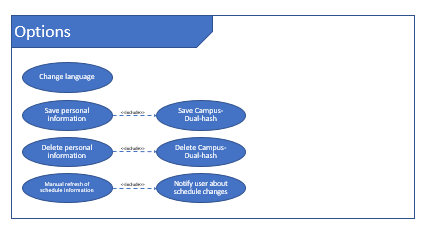 Options
Change language
Save personal
information
<<include>>
Save Campus-
Dual-hash
Delete personal
information
<<include>>
Delete Campus-
Dual-hash
Manual refresh of
schedule information
<<include>>
Notify user about
schedule changes